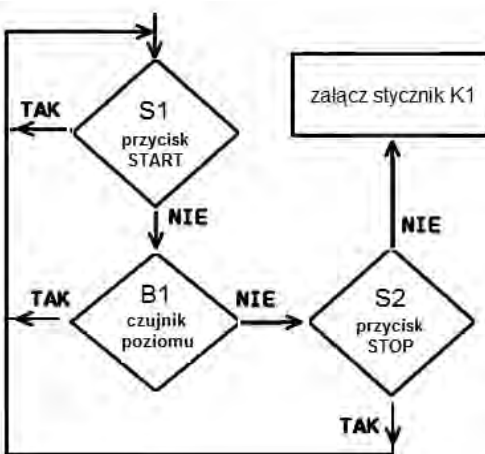 TAK
S1
przycisk
START
załącz stycznik K1
NIE
NIE
TAK
B1
czujnik
poziomu
NIE
S2
przycisk
STOP
TAK